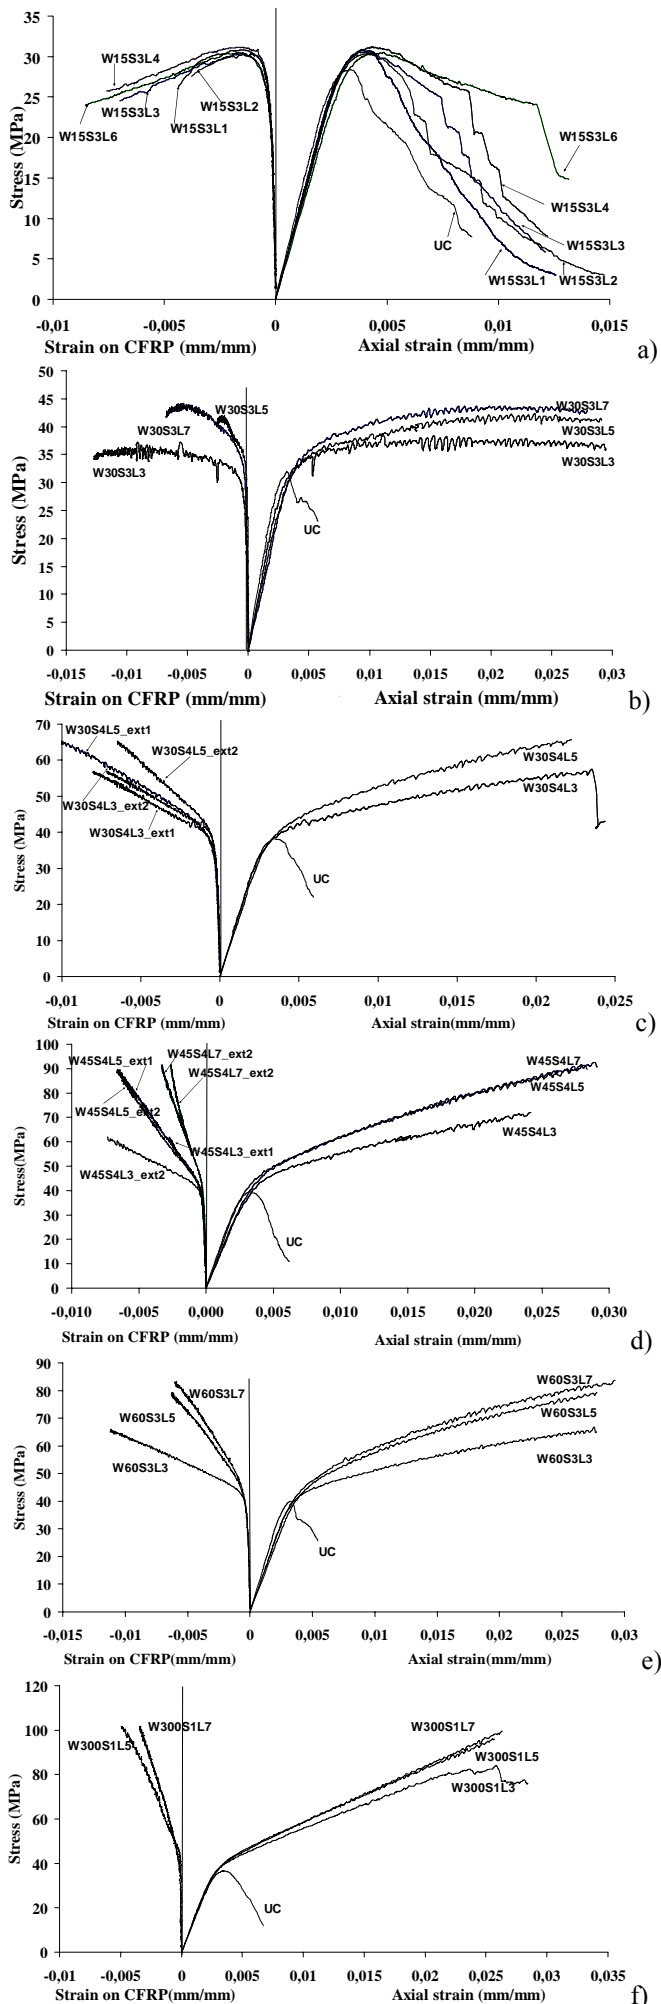 35
30
W15S3L4
25
W15S3L2
W15S3L3
W15S3L6
W15S3L1
20
W15S3L6
15
W15S3L4
10
UC
W15S3L3
5
W15S3L1
W15S3L2
0
Stress (MPa)
-0,01 -0,005 0 0,005 0,01 0,015
Strain on CFRP (mm/mm) Axial strain (mm/mm)
a)
50
45
W30S3L5
W30S3L7
40
W30S3L7
W30S3L5
35
W30S3L3
W30S3L3
30
25
UC
20
15
10
5
0
Stress (MPa)
-0,015 -0,01 -0,005 0 0,005 0,01 0,015 0,02 0,025 0,03
Strain on CFRP (mm/mm) Axial strain (mm/mm)
b)
70
W30S4L5_ext1
60
W30S4L5_ext2
W30S4L5
50
W30S4L3_ext2
W30S4L3
40
W30S4L3_ext1
30
UC
20
10
0
Stress (MPa)
-0,01 -0,005 0 0,005 0,01 0,015 0,02 0,025
Strain on CFRP (mm/mm) Axial strain(mm/mm)
c)
100
W45S4L7_ext2
90
W45S4L5_ext1
W45S4L7_ext2
W45S4L7
80
W45S4L5
70
W45S4L5_ext2
60
W45S4L3_ext1
W45S4L3
50
W45S4L3_ext2
40
30
20
UC
10
0
Stress(MPa)
-0,010 -0,005 0,000 0,005 0,010 0,015 0,020 0,025 0,030
Strain on CFRP (mm/mm) Axial strain (mm/mm)
d)
90
80
W60S3L7
W60S3L7
70
W60S3L5
W60S3L5
60
W60S3L3
W60S3L3
50
40
30
UC
20
10
0
Stress (MPa)
-0,015 -0,01 -0,005 0 0,005 0,01 0,015 0,02 0,025 0,03
Strain on CFRP(mm/mm) Axial strain(mm/mm)
e)
120
100
W300S1L7
W300S1L7
W300S1L5
W300S1L5
80
W300S1L3
60
40
20
UC
0
Stress (MPa)
-0,01 -0,005 0 0,005 0,01 0,015 0,02 0,025 0,03 0,035
Strain on CFRP(mm/mm) Axial strain (mm/mm)
f)